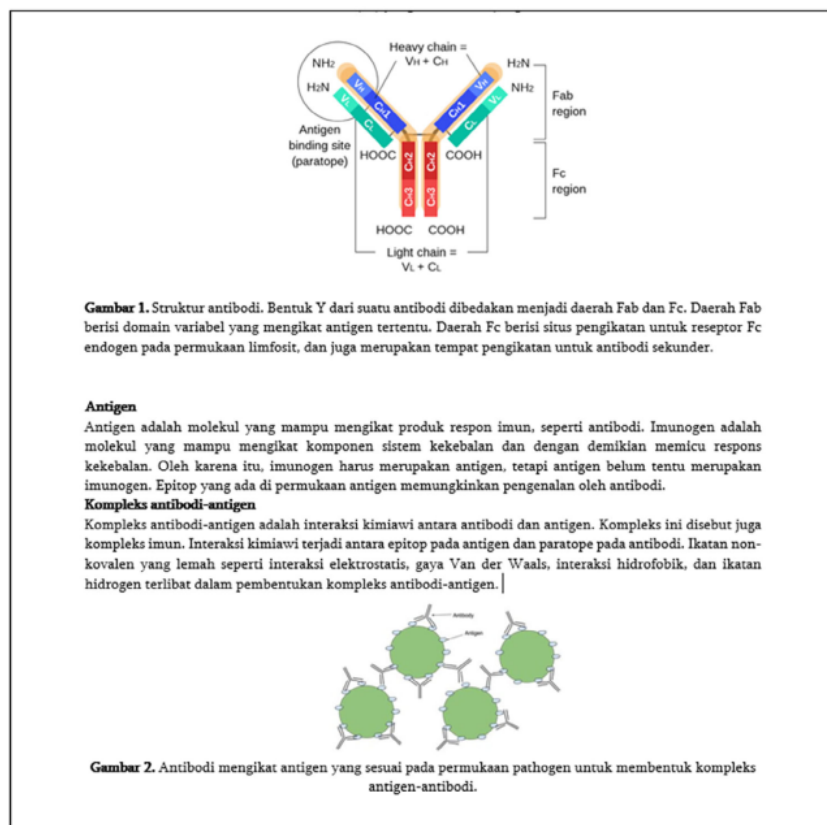 Heavy chain =
VH + CH
NH2
H2N
H2N
NH2
VH
CH1
VL
CL
VH
CH1
VL
CL
Fab
region
Antigen
binding site
(paratope)
HOOC
COOH
CH2
CH2
CH3
CH3
Fc
region
HOOC
COOH
Light chain =
VL + CL
Gambar 1. Struktur antibodi. Bentuk Y dari suatu antibodi dibedakan menjadi daerah Fab dan Fc. Daerah Fab
berisi domain variabel yang mengikat antigen tertentu. Daerah Fc berisi situs pengikatan untuk reseptor Fc
endogen pada permukaan limfosit, dan juga merupakan tempat pengikatan untuk antibodi sekunder.
Antigen
Antigen adalah molekul yang mampu mengikat produk respon imun, seperti antibodi. Imunogen adalah
molekul yang mampu mengikat komponen sistem kekebalan dan dengan demikian memicu respons
kekebalan. Oleh karena itu, imunogen harus merupakan antigen, tetapi antigen belum tentu merupakan
imunogen. Epitop yang ada di permukaan antigen memungkinkan pengenalan oleh antibodi.
Kompleks antibodi-antigen
Kompleks antibodi-antigen adalah interaksi kimiawi antara antibodi dan antigen. Kompleks ini disebut juga
kompleks imun. Interaksi kimiawi terjadi antara epitop pada antigen dan paratope pada antibodi. Ikatan non-
kovalen yang lemah seperti interaksi elektrostatis, gaya Van der Waals, interaksi hidrofobik, dan ikatan
hidrogen terlibat dalam pembentukan kompleks antibodi-antigen.
Antibody
Antigen
Gambar 2. Antibodi mengikat antigen yang sesuai pada permukaan pathogen untuk membentuk kompleks
antigen-antibodi.